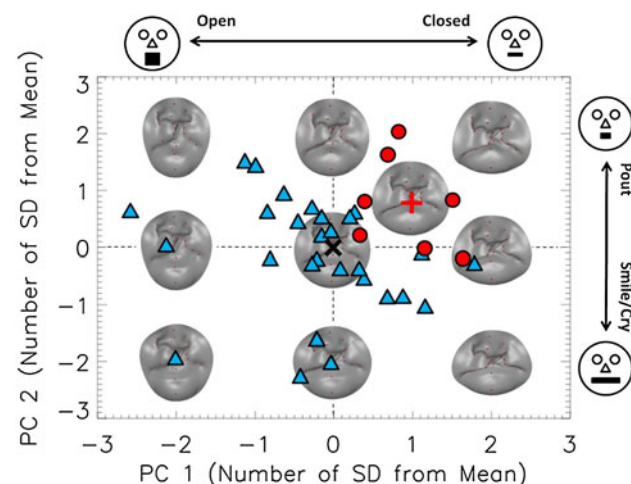 Open
Closed
3
2
1
0
−1
−2
−3
PC 2 (Number of SD from Mean)
−3
−2
−1
0
1
2
3
PC 1 (Number of SD from Mean)
Pout
Smile/Cry